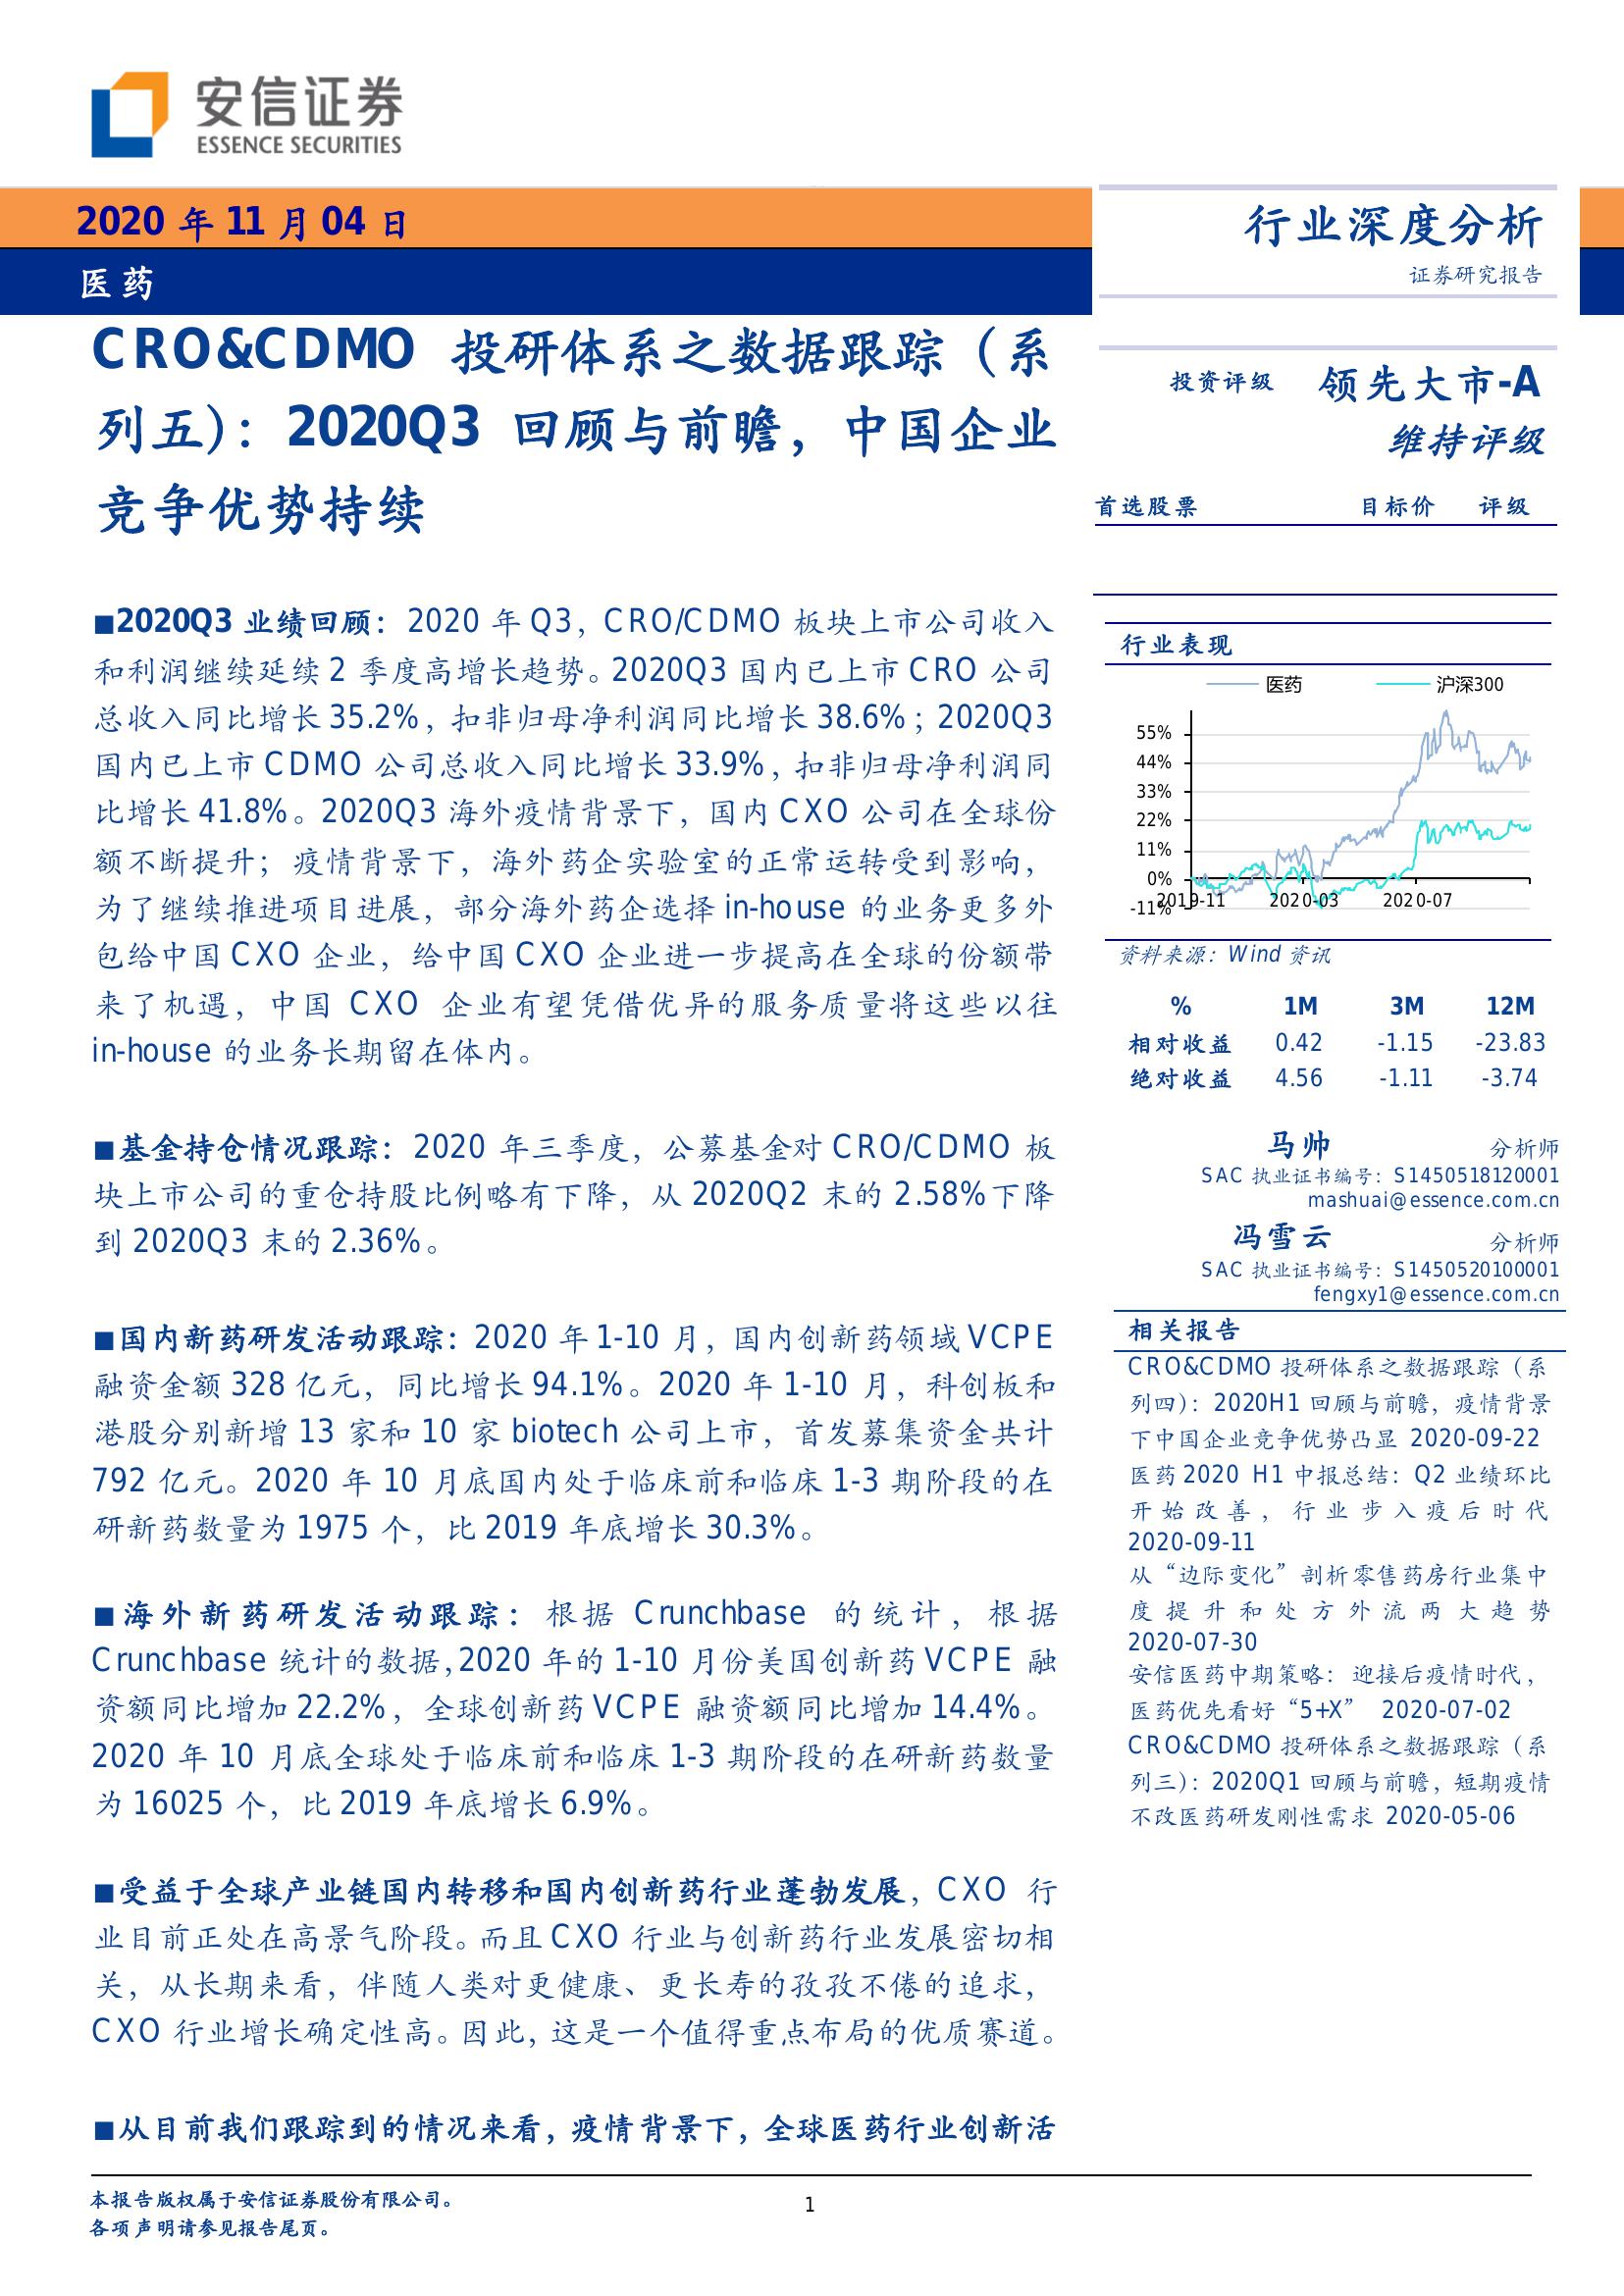 安信证券
ESSENCE SECURITIES
2020 年 11 月 04 日
医药
行业深度分析
证券研究报告
CRO&CDMO 投研体系之数据跟踪（系
列五）：2020Q3 回顾与前瞻，中国企业
竞争优势持续
■2020Q3 业绩回顾：2020 年 Q3，CRO/CDMO 板块上市公司收入
和利润继续延续 2 季度高增长趋势。2020Q3 国内已上市 CRO 公司
总收入同比增长 35.2%，扣非归母净利润同比增长 38.6%；2020Q3
国内已上市 CDMO 公司总收入同比增长 33.9%，扣非归母净利润同
比增长 41.8%。2020Q3 海外疫情背景下，国内 CXO 公司在全球份
额不断提升；疫情背景下，海外药企实验室的正常运转受到影响，
为了继续推进项目进展，部分海外药企选择 in-house 的业务更多外
包给中国 CXO 企业，给中国 CXO 企业进一步提高在全球的份额带
来了机遇，中国 CXO 企业有望凭借优异的服务质量将这些以往
in-house 的业务长期留在体内。
■基金持仓情况跟踪：2020 年三季度，公募基金对 CRO/CDMO 板
块上市公司的重仓持股比例略有下降，从 2020Q2 末的 2.58%下降
到 2020Q3 末的 2.36%。
■国内新药研发活动跟踪：2020 年 1-10 月，国内创新药领域 VCPE
融资金额 328 亿元，同比增长 94.1%。2020 年 1-10 月，科创板和
港股分别新增 13 家和 10 家 biotech 公司上市，首发募集资金共计
792 亿元。2020 年 10 月底国内处于临床前和临床 1-3 期阶段的在
研新药数量为 1975 个，比 2019 年底增长 30.3%。
■海外新药研发活动跟踪：根据 Crunchbase 的统计，根据
Crunchbase 统计的数据，2020 年的 1-10 月份美国创新药 VCPE 融
资额同比增加 22.2%，全球创新药 VCPE 融资额同比增加 14.4%。
2020 年 10 月底全球处于临床前和临床 1-3 期阶段的在研新药数量
为 16025 个，比 2019 年底增长 6.9%。
■受益于全球产业链国内转移和国内创新药行业蓬勃发展，CXO 行
业目前正处在高景气阶段。而且 CXO 行业与创新药行业发展密切相
关，从长期来看，伴随人类对更健康、更长寿的孜孜不倦的追求，
CXO 行业增长确定性高。因此，这是一个值得重点布局的优质赛道。
■从目前我们跟踪到的情况来看，疫情背景下，全球医药行业创新活
投资评级 领先大市-A
维持评级
首选股票 目标价 评级
行业表现
医药 沪深300
55%
44%
33%
22%
11%
0%
-11%
2019-11 2020-03 2020-07
资料来源：Wind 资讯
% 1M 3M 12M
相对收益 0.42 -1.15 -23.83
绝对收益 4.56 -1.11 -3.74
马帅 分析师
SAC 执业证书编号：S1450518120001
mashuai@essence.com.cn
冯雪云 分析师
SAC 执业证书编号：S1450520100001
fengxy1@essence.com.cn
相关报告
CRO&CDMO 投研体系之数据跟踪（系
列四）：2020H1 回顾与前瞻，疫情背景
下中国企业竞争优势凸显 2020-09-22
医药 2020 H1 中报总结：Q2 业绩环比
开始改善，行业步入疫后时代
2020-09-11
从“边际变化”剖析零售药房行业集中
度提升和处方外流两大趋势
2020-07-30
安信医药中期策略：迎接后疫情时代，
医药优先看好“5+X” 2020-07-02
CRO&CDMO 投研体系之数据跟踪（系
列三）：2020Q1 回顾与前瞻，短期疫情
不改医药研发刚性需求 2020-05-06
本报告版权属于安信证券股份有限公司。
各项声明请参见报告尾页。
1